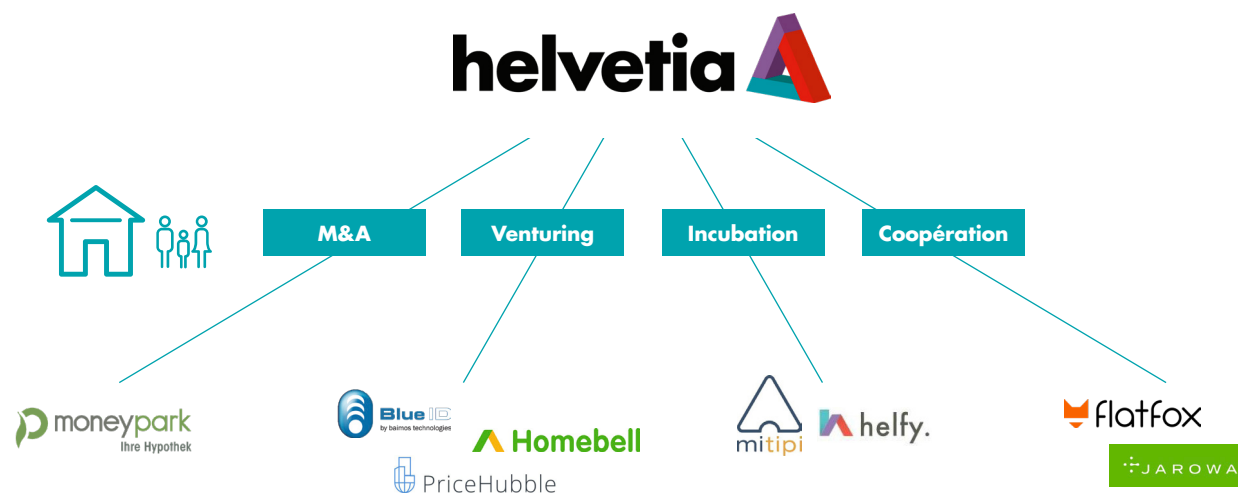 helvetia
M&A
Venturing
Incubation
Coopération
moneypark
Ihre Hypothek
Blue ID
by baimos technologies
Homebell
PriceHubble
mitipi
helfy.
flatfox
JAROWA